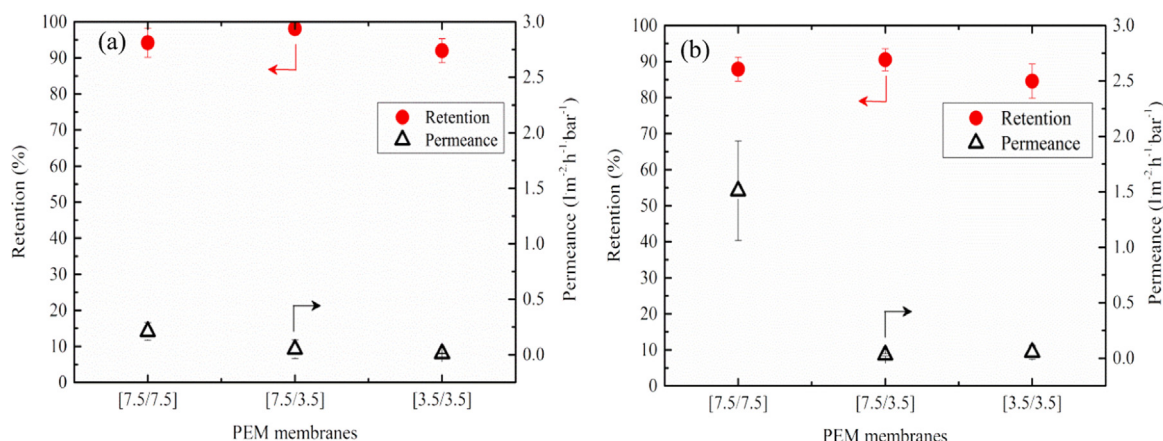 (a)
100
90
80
70
60
50
40
30
20
10
0
Retention (%)
3.0
2.5
2.0
1.5
1.0
0.5
0.0
Permeance (l·m⁻²·h⁻¹·bar⁻¹)
Retention
Permeance
[7.5/7.5] [7.5/3.5] [3.5/3.5]
PEM membranes
(b)
100
90
80
70
60
50
40
30
20
10
0
Retention (%)
3.0
2.5
2.0
1.5
1.0
0.5
0.0
Permeance (l·m⁻²·h⁻¹·bar⁻¹)
Retention
Permeance
[7.5/7.5] [7.5/3.5] [3.5/3.5]
PEM membranes